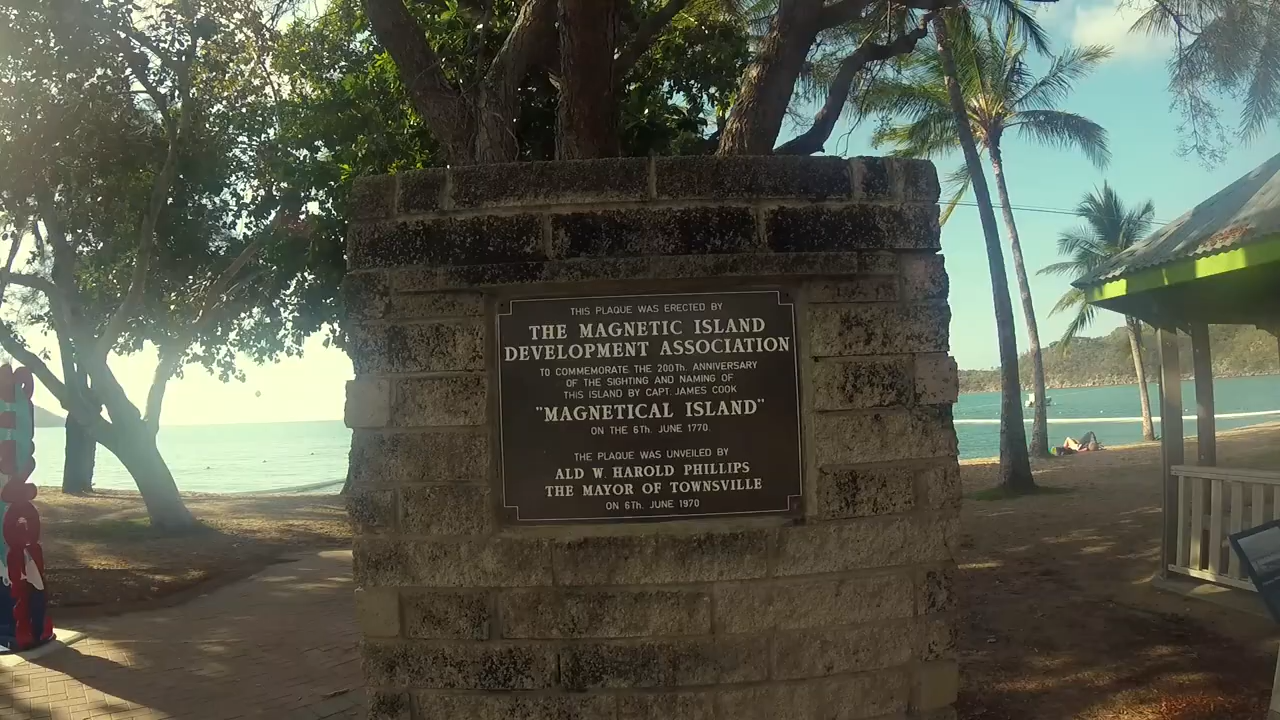 THIS PLAQUE WAS ERECTED BY
THE MAGNETIC ISLAND
DEVELOPMENT ASSOCIATION
TO COMMEMORATE THE 200TH. ANNIVERSARY
OF THE SIGHTING AND NAMING OF
THIS ISLAND BY CAPT. JAMES COOK
"MAGNETICAL ISLAND"
ON THE 6TH. JUNE 1770.
THE PLAQUE WAS UNVEILED BY
ALD W. HAROLD PHILLIPS
THE MAYOR OF TOWNSVILLE
ON 6TH. JUNE 1970